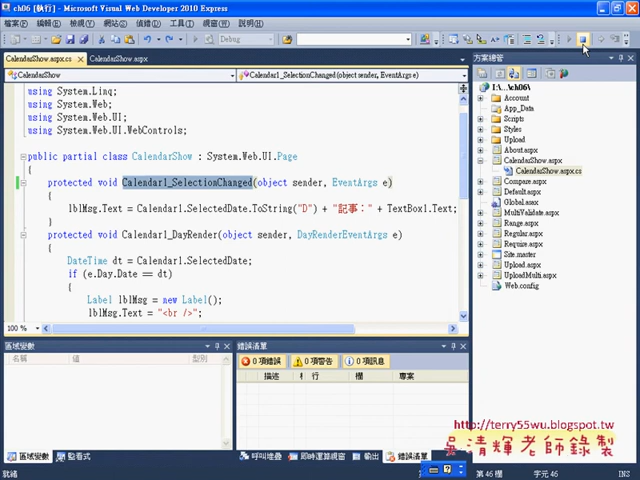 ch06 [執行] - Microsoft Visual Web Developer 2010 Express
檔案(F) 編輯(E) 檢視(V) 網站(S) 偵錯(D) 工具(T) 視窗(W) 說明(H)
Debug
CalendarShow.aspx.cs CalendarShow.aspx
CalendarShow Calendar1_SelectionChanged(object sender, EventArgs e)
using System.Linq;
using System.Web;
using System.Web.UI;
using System.Web.UI.WebControls;
public partial class CalendarShow : System.Web.UI.Page
{
protected void Calendar1_SelectionChanged(object sender, EventArgs e)
{
lblMsg.Text = Calendar1.SelectedDate.ToString("D") + "記事：" + TextBox1.Text;
}
protected void Calendar1_DayRender(object sender, DayRenderEventArgs e)
{
DateTime dt = Calendar1.SelectedDate;
if (e.Day.Date == dt)
{
Label lblMsg = new Label();
lblMsg.Text = "<br />";
100 %
方案總管
I:\...\ch06\
Account
App_Data
Scripts
Styles
Upload
About.aspx
CalendarShow.aspx
CalendarShow.aspx.cs
Compare.aspx
Default.aspx
Global.asax
MultiValidate.aspx
Range.aspx
Regular.aspx
Require.aspx
Site.master
Upload.aspx
UploadMulti.aspx
Web.config
區域變數
名稱 值 型別
錯誤清單
0 項錯誤 0 項警告 0 項訊息
描述 行 欄 專案
http://terry55wu.blogspot.tw
吳清輝老師錄製
區域變數 監看式
呼叫堆疊 即時運算視窗 輸出 錯誤清單
就緒 第 46 欄 字元 46 INS